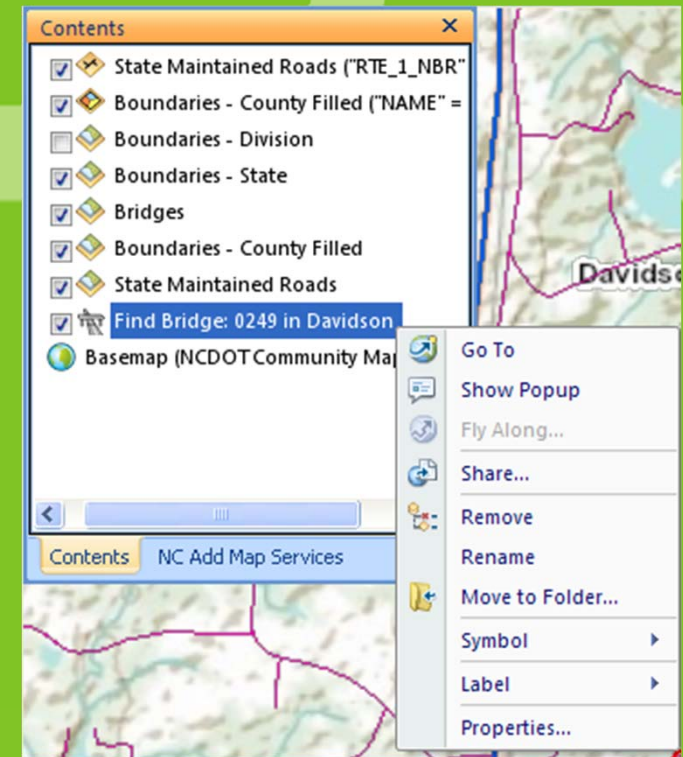 Contents
State Maintained Roads ("RTE_1_NBR"
Boundaries - County Filled ("NAME" =
Boundaries - Division
Boundaries - State
Bridges
Boundaries - County Filled
State Maintained Roads
Find Bridge: 0249 in Davidson
Basemap (NCDOT Community Ma
Contents
NC Add Map Services
Davids
Go To
Show Popup
Fly Along...
Share...
Remove
Rename
Move to Folder...
Symbol
Label
Properties...